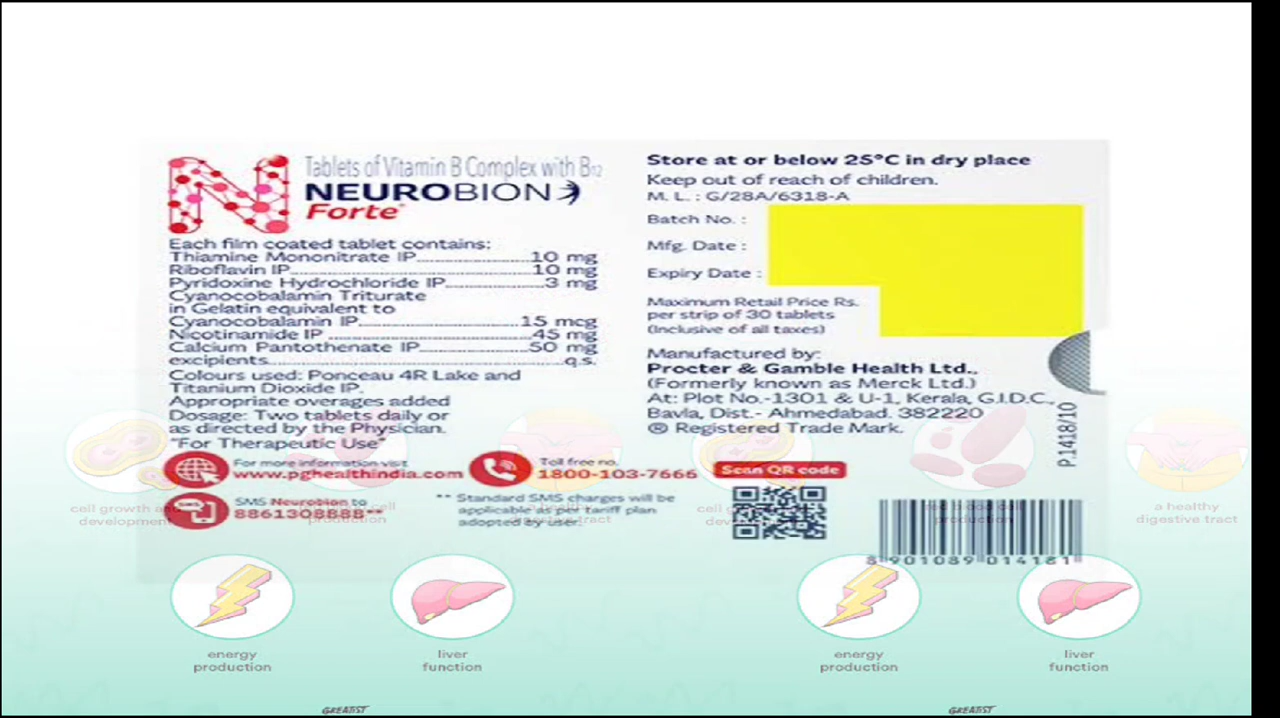 Tablets of Vitamin B Complex with B12
NEUROBION
Forte®
Each film coated tablet contains:
Thiamine Mononitrate IP..................10 mg
Riboflavin IP..................10 mg
Pyridoxine Hydrochloride IP..................3 mg
Cyanocobalamin Triturate
in Gelatin equivalent to
Cyanocobalamin IP..................15 mcg
Nicotinamide IP ..................45 mg
Calcium Pantothenate IP..................50 mg
excipients..................q.s.
Colours used: Ponceau 4R Lake and
Titanium Dioxide IP.
Appropriate overages added
Dosage: Two tablets daily or
as directed by the Physician.
"For Therapeutic Use"
For more information visit
www.pghealthindia.com
Toll free no.
1800-103-7666
SMS Neurobion to
8861308888**
** Standard SMS charges will be
applicable as per tariff plan
adopted by user.
Store at or below 25°C in dry place
Keep out of reach of children.
M. L. : G/28A/6318-A
Batch No. :
Mfg. Date :
Expiry Date :
Maximum Retail Price Rs.
per strip of 30 tablets
(Inclusive of all taxes)
Manufactured by:
Procter & Gamble Health Ltd.,
(Formerly known as Merck Ltd.)
At: Plot No.-1301 & U-1, Kerala, G.I.D.C.,
Bavla, Dist.- Ahmedabad. 382220
® Registered Trade Mark.
P.1418/10
Scan QR code
8 901089 014181
cell growth and
development
red blood cell
production
a healthy
digestive tract
energy
production
liver
function
energy
production
liver
function
GREATIST
GREATIST